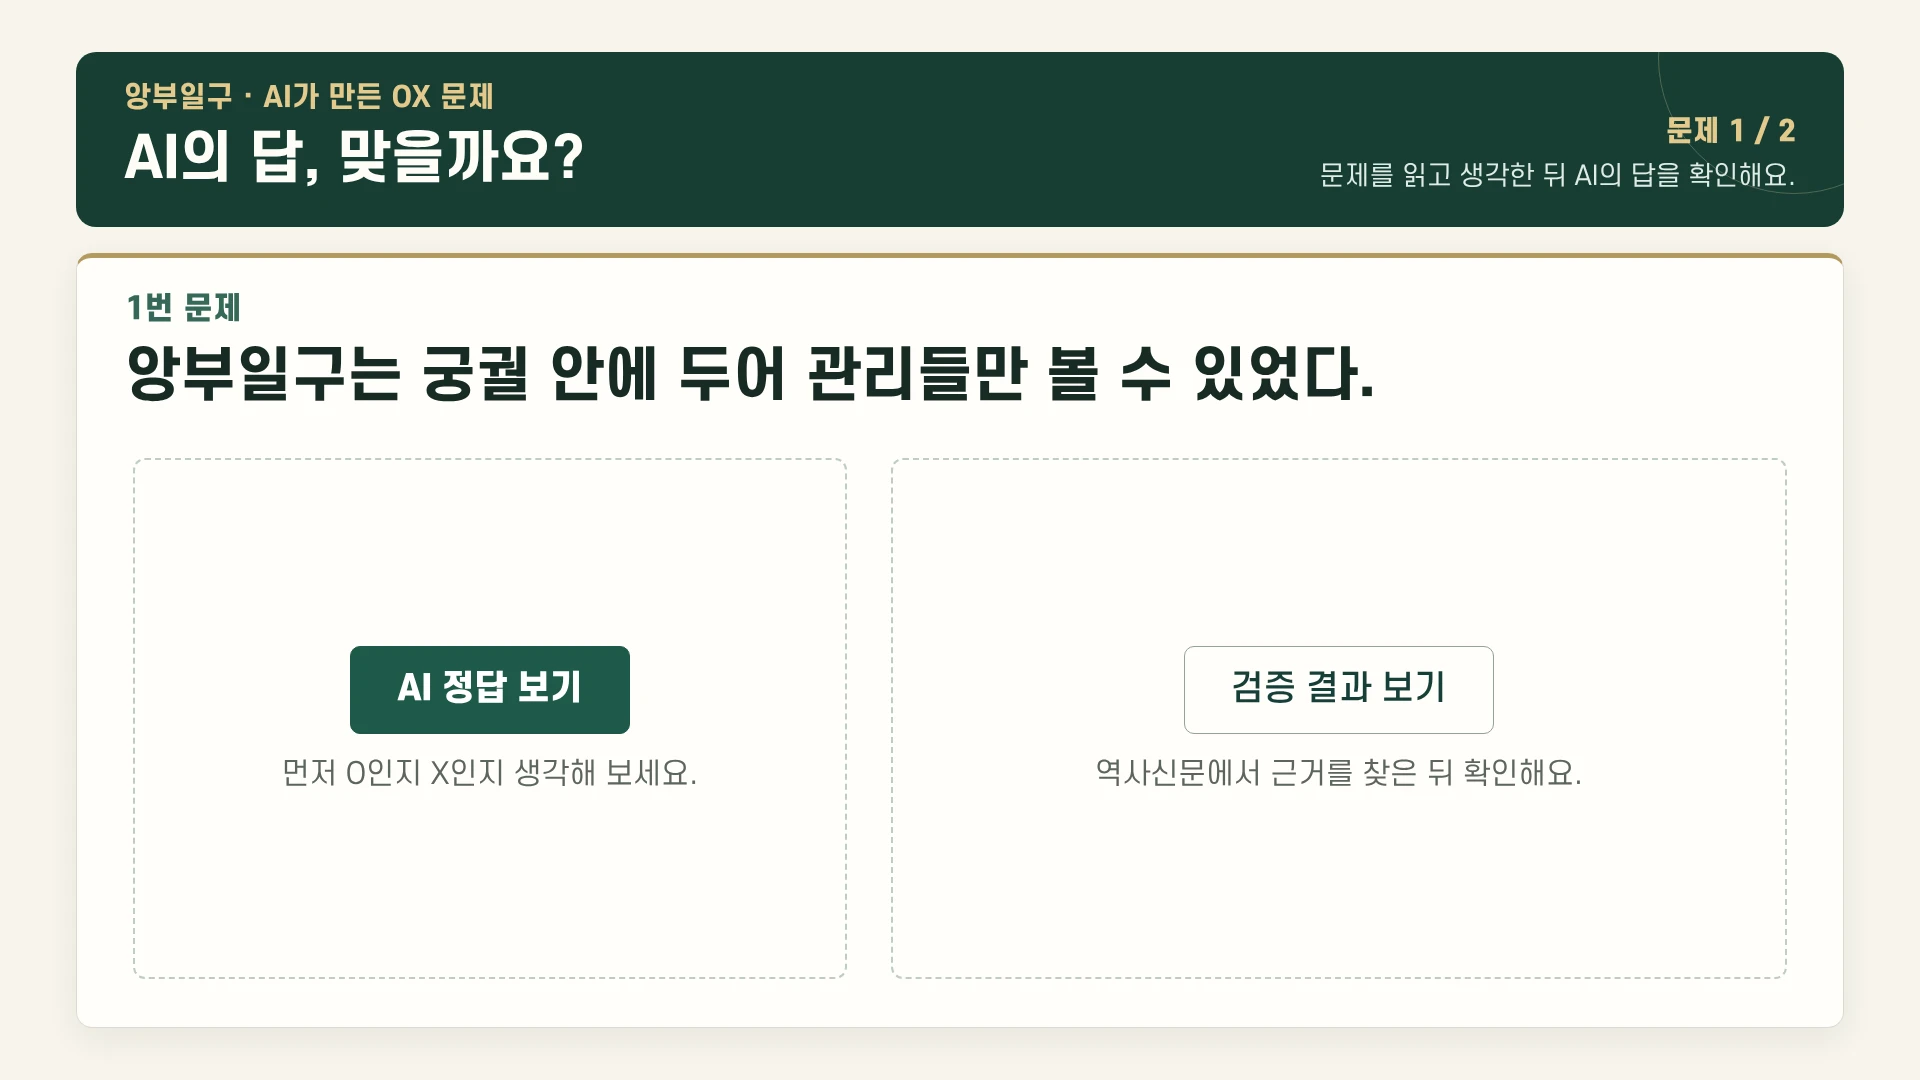 앙부일구 · AI가 만든 OX 문제
AI의 답, 맞을까요?
문제 1 / 2
문제를 읽고 생각한 뒤 AI의 답을 확인해요.
1번 문제
앙부일구는 궁궐 안에 두어 관리들만 볼 수 있었다.
AI 정답 보기
먼저 O인지 X인지 생각해 보세요.
검증 결과 보기
역사신문에서 근거를 찾은 뒤 확인해요.